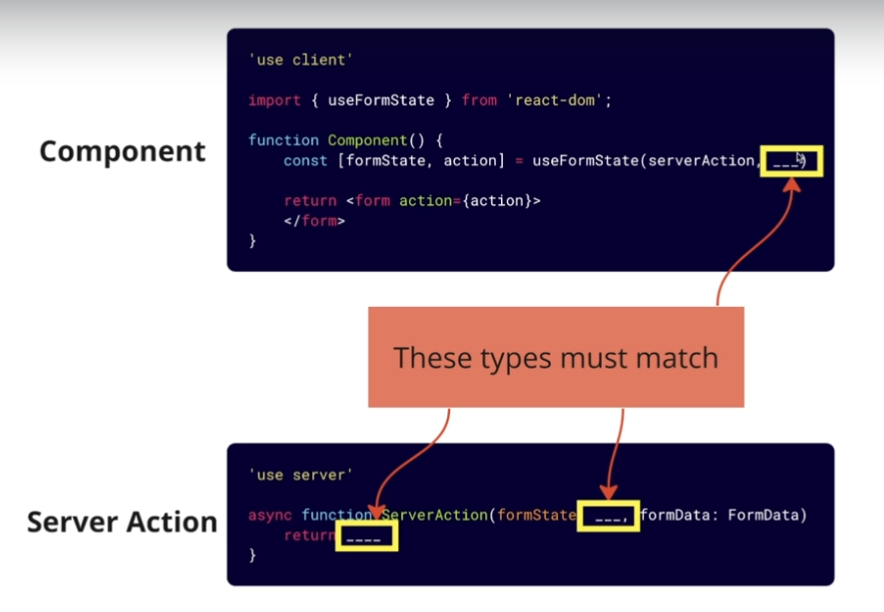 'use client'
import { useFormState } from 'react-dom';
function Component() {
Component
const [formState, action] = useFormState(serverAction, ___)
return <form action={action}>
</form>
}
These types must match
'use server'
Server Action
async function ServerAction(formState ___, formData: FormData)
return ____
}